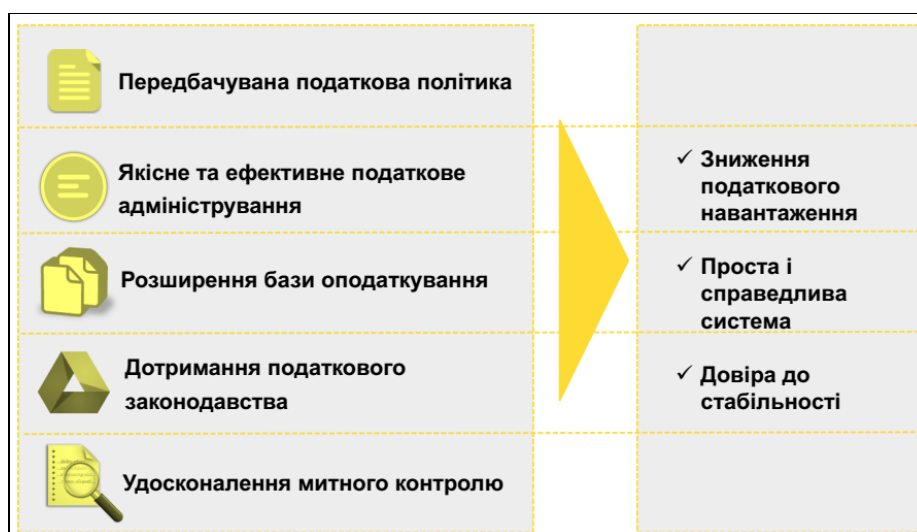 Передбачувана податкова політика
Якісне та ефективне податкове
адміністрування
Розширення бази оподаткування
Дотримання податкового
законодавства
Удосконалення митного контролю
✓ Зниження
податкового
навантаження
✓ Проста і
справедлива
система
✓ Довіра до
стабільності